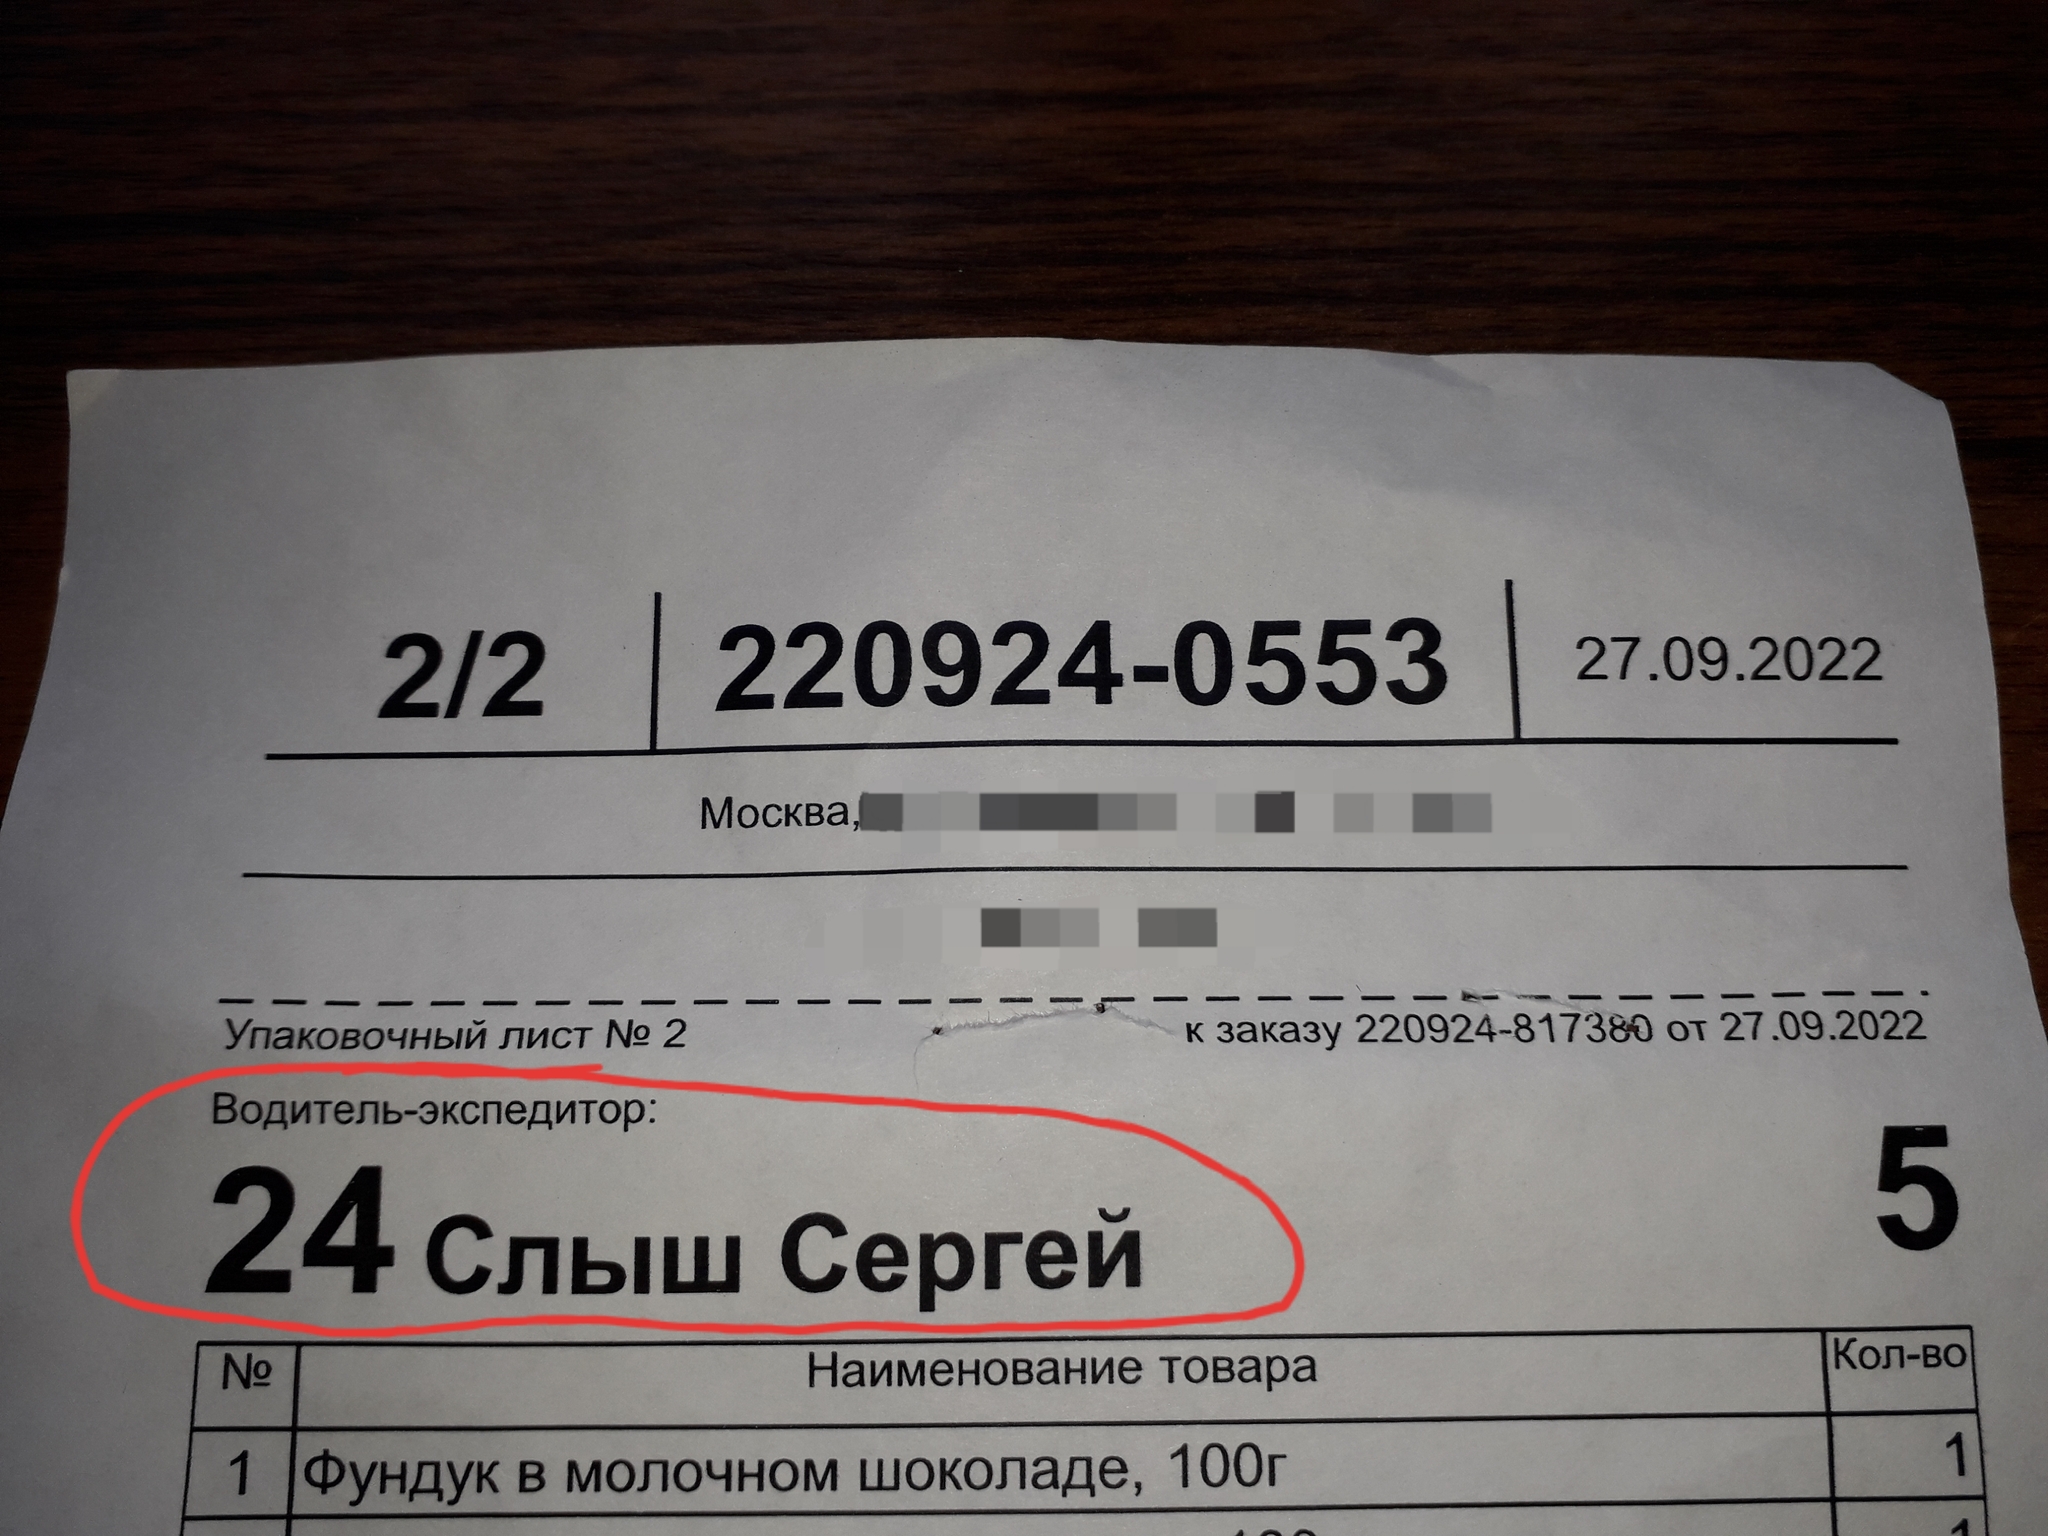 2/2 220924-0553 27.09.2022
Москва,
Упаковочный лист № 2 к заказу 220924-817380 от 27.09.2022
Водитель-экспедитор:
24 Слыш Сергей 5
№ Наименование товара Кол-во
1 Фундук в молочном шоколаде, 100г 1